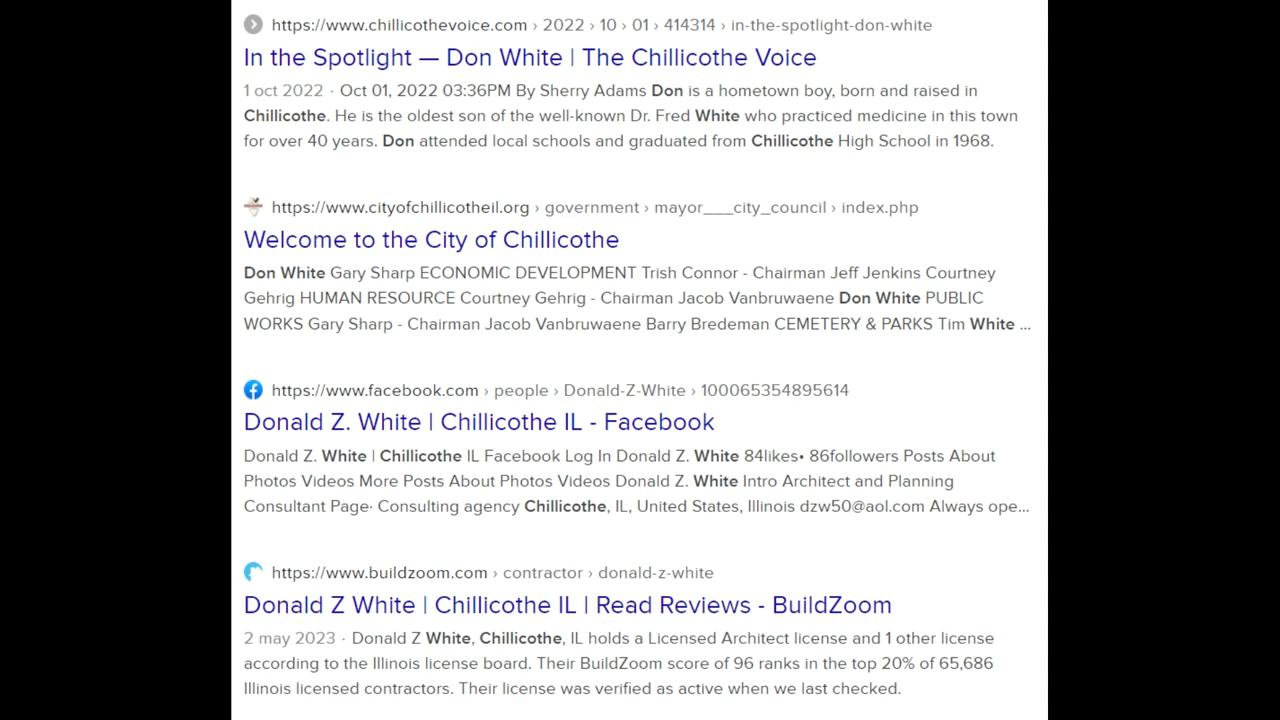 https://www.chillicothevoice.com › 2022 › 10 › 01 › 414314 › in-the-spotlight-don-white
In the Spotlight — Don White | The Chillicothe Voice
1 oct 2022 · Oct 01, 2022 03:36PM By Sherry Adams Don is a hometown boy, born and raised in
Chillicothe. He is the oldest son of the well-known Dr. Fred White who practiced medicine in this town
for over 40 years. Don attended local schools and graduated from Chillicothe High School in 1968.
https://www.cityofchillicotheil.org › government › mayor___city_council › index.php
Welcome to the City of Chillicothe
Don White Gary Sharp ECONOMIC DEVELOPMENT Trish Connor - Chairman Jeff Jenkins Courtney
Gehrig HUMAN RESOURCE Courtney Gehrig - Chairman Jacob Vanbruwaene Don White PUBLIC
WORKS Gary Sharp - Chairman Jacob Vanbruwaene Barry Bredeman CEMETERY & PARKS Tim White ...
https://www.facebook.com › people › Donald-Z-White › 100065354895614
Donald Z. White | Chillicothe IL - Facebook
Donald Z. White | Chillicothe IL Facebook Log In Donald Z. White 84likes• 86followers Posts About
Photos Videos More Posts About Photos Videos Donald Z. White Intro Architect and Planning
Consultant Page· Consulting agency Chillicothe, IL, United States, Illinois dzw50@aol.com Always ope...
https://www.buildzoom.com › contractor › donald-z-white
Donald Z White | Chillicothe IL | Read Reviews - BuildZoom
2 may 2023 · Donald Z White, Chillicothe, IL holds a Licensed Architect license and 1 other license
according to the Illinois license board. Their BuildZoom score of 96 ranks in the top 20% of 65,686
Illinois licensed contractors. Their license was verified as active when we last checked.